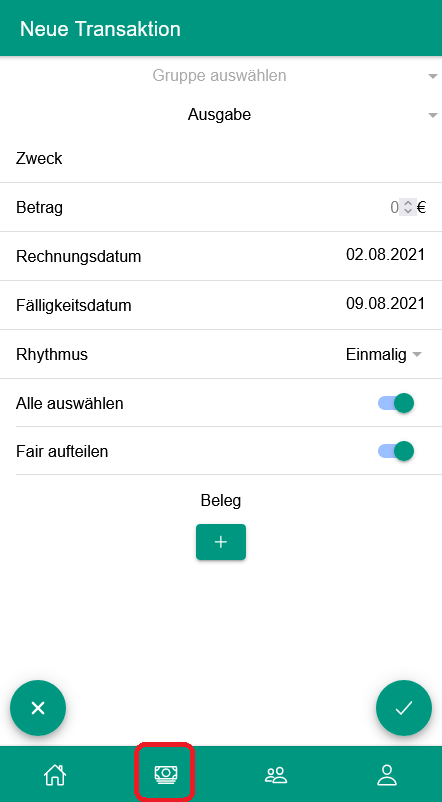 Neue Transaktion
Gruppe auswählen
Ausgabe
Zweck
Betrag 0 €
Rechnungsdatum 02.08.2021
Fälligkeitsdatum 09.08.2021
Rhythmus Einmalig
Alle auswählen
Fair aufteilen
Beleg
+